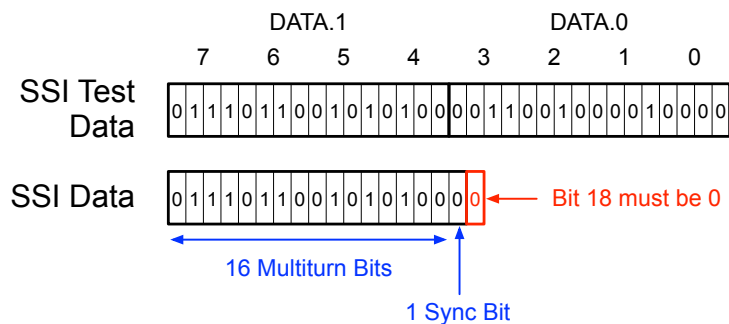 DATA.1 DATA.0
7 6 5 4 3 2 1 0
SSI Test
Data
0 1 1 1 0 1 1 0 0 1 0 1 0 1 0 0 0 0 1 1 0 0 1 0 0 0 0 1 0 0 0 0
SSI Data
0 1 1 1 0 1 1 0 0 1 0 1 0 1 0 0 0 0
Bit 18 must be 0
16 Multiturn Bits
1 Sync Bit